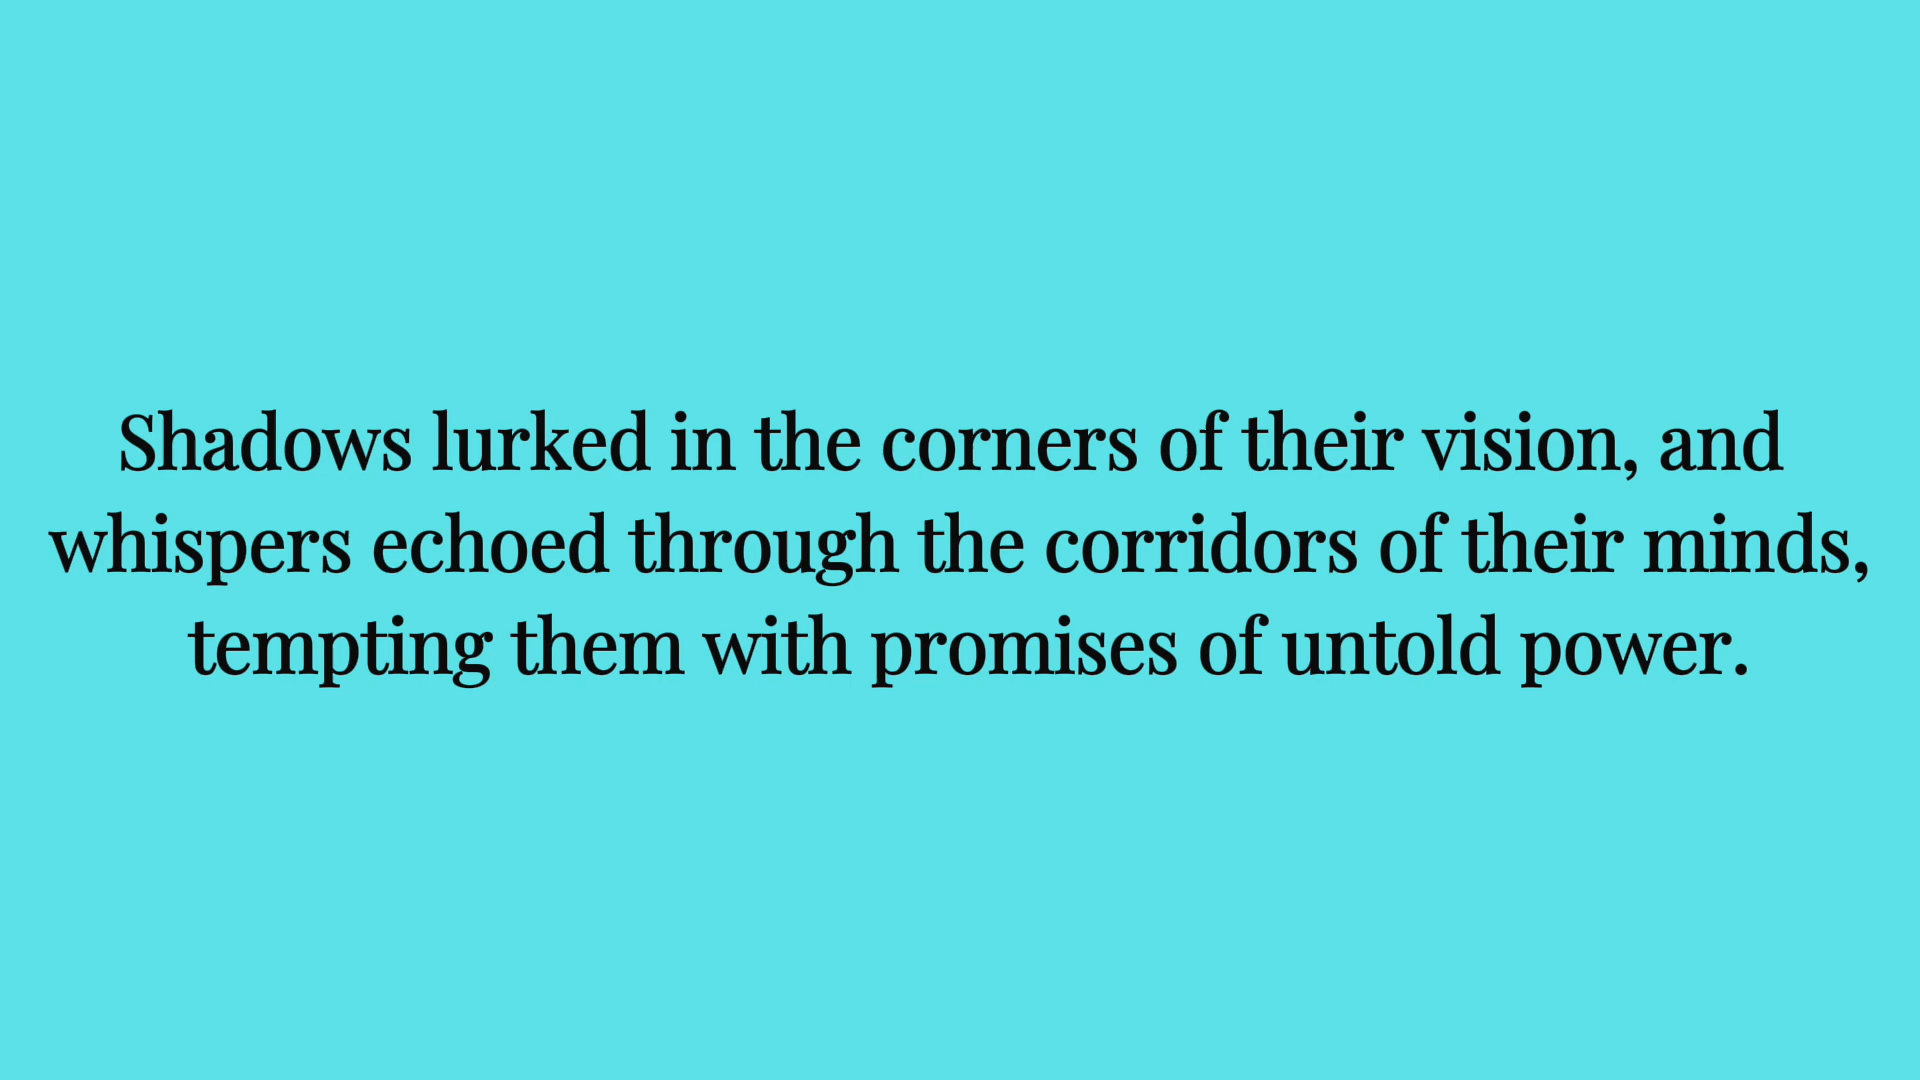 Shadows lurked in the corners of their vision, and
whispers echoed through the corridors of their minds,
tempting them with promises of untold power.